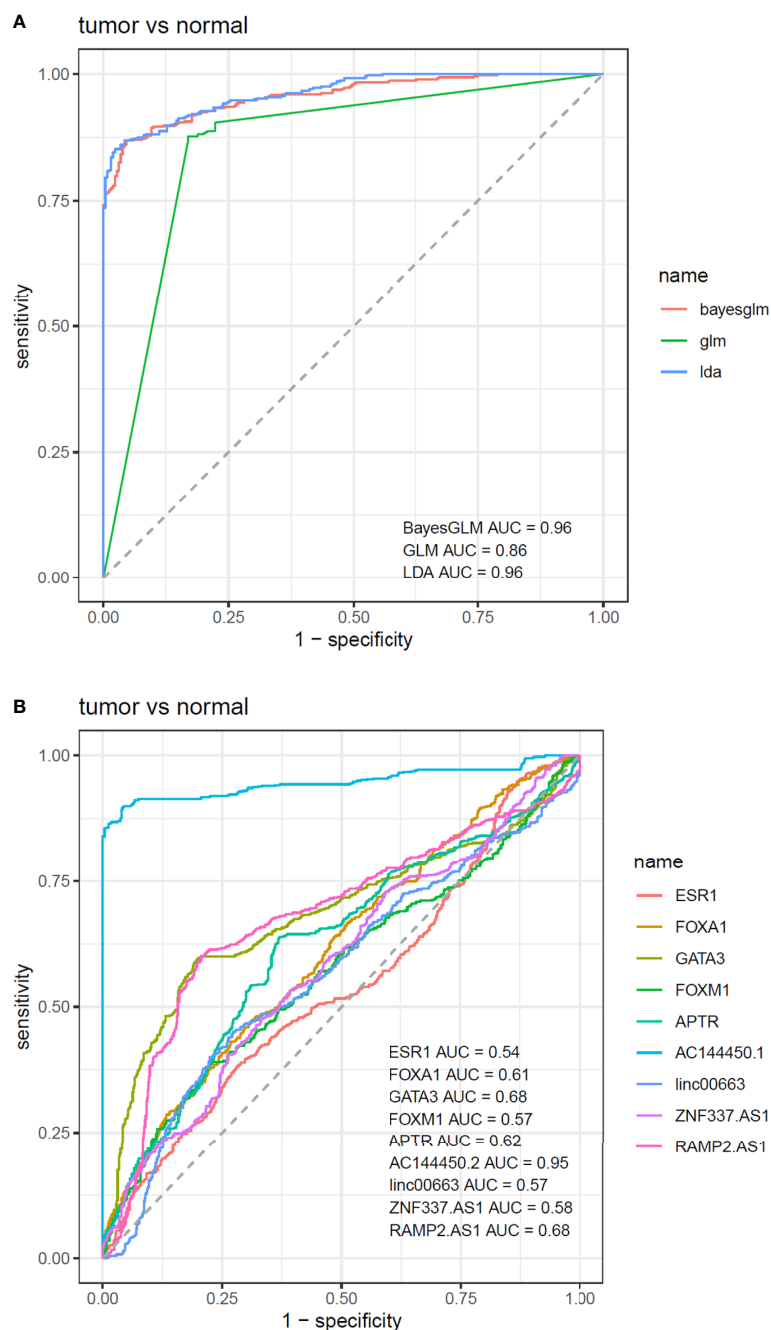 A
tumor vs normal
1.00
0.75
0.50
0.25
0.00
sensitivity
0.00
0.25
0.50
0.75
1.00
1 − specificity
BayesGLM AUC = 0.96
GLM AUC = 0.86
LDA AUC = 0.96
name
bayesglm
glm
lda
B
tumor vs normal
1.00
0.75
0.50
0.25
0.00
sensitivity
0.00
0.25
0.50
0.75
1.00
1 − specificity
ESR1 AUC = 0.54
FOXA1 AUC = 0.61
GATA3 AUC = 0.68
FOXM1 AUC = 0.57
APTR AUC = 0.62
AC144450.2 AUC = 0.95
linc00663 AUC = 0.57
ZNF337.AS1 AUC = 0.58
RAMP2.AS1 AUC = 0.68
name
ESR1
FOXA1
GATA3
FOXM1
APTR
AC144450.1
linc00663
ZNF337.AS1
RAMP2.AS1